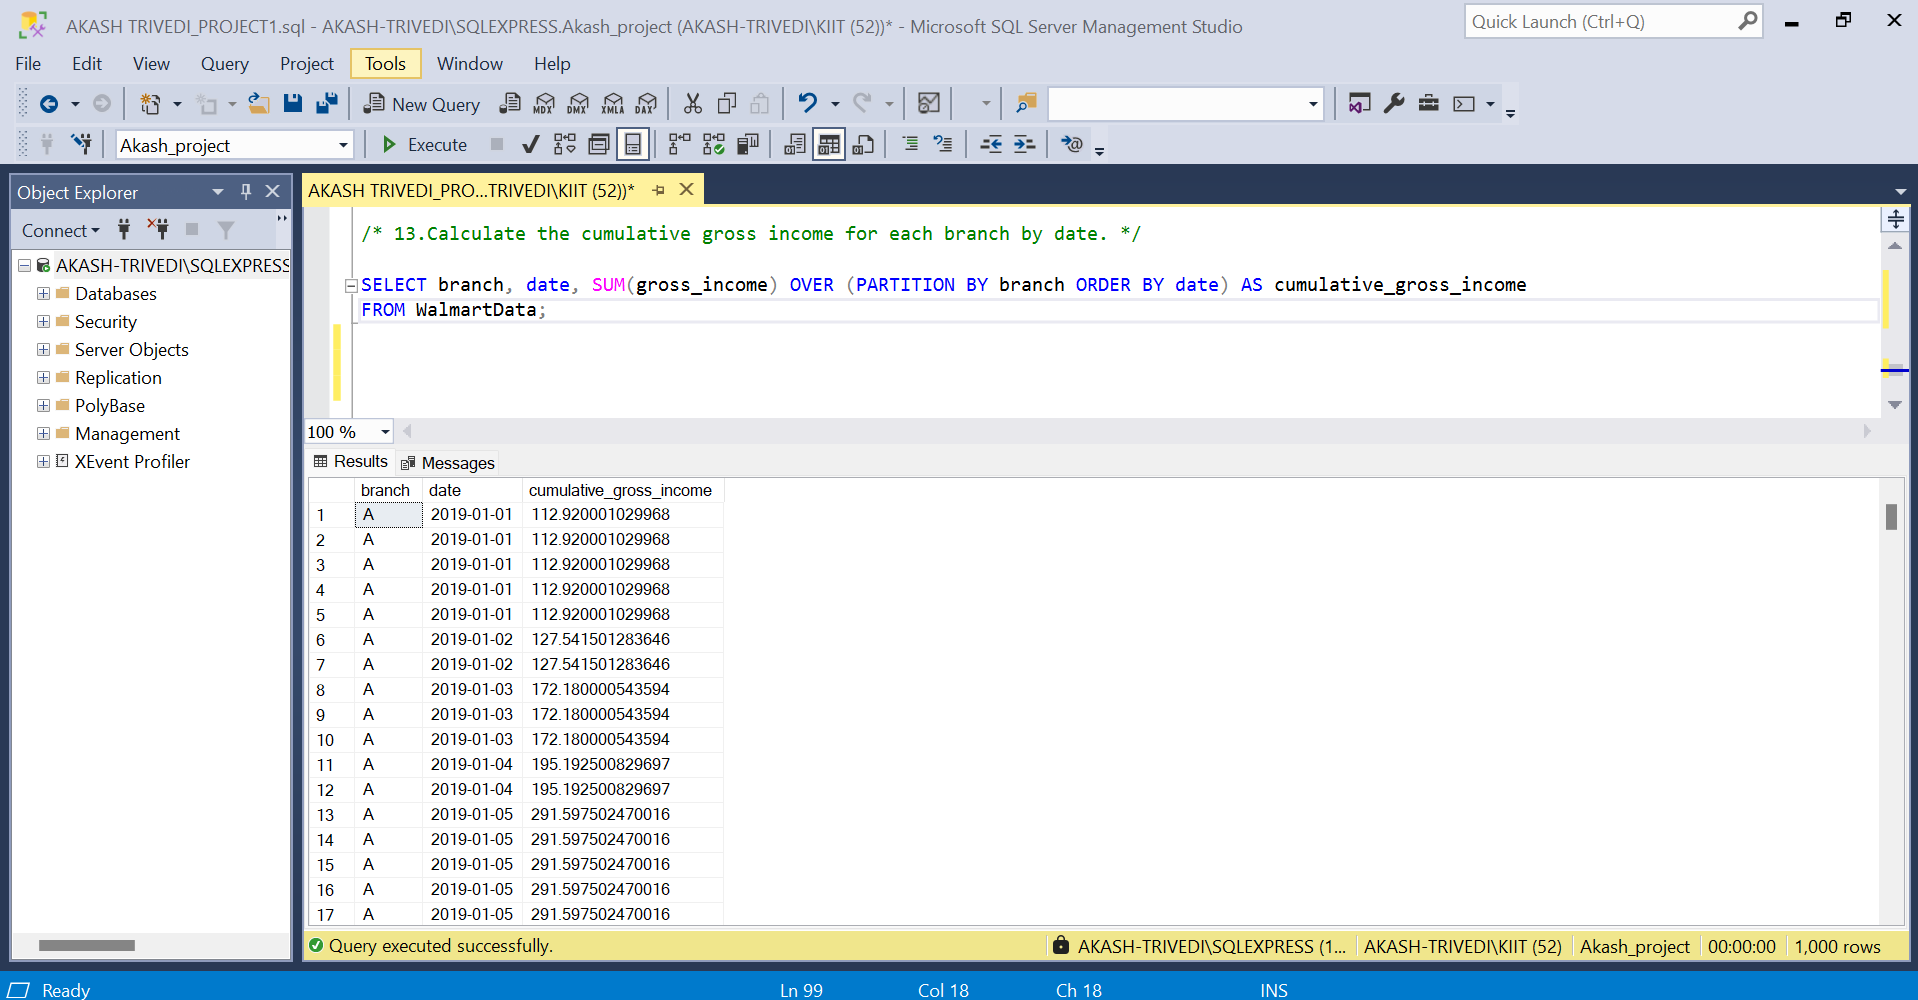 AKASH TRIVEDI_PROJECT1.sql - AKASH-TRIVEDI\SQLEXPRESS.Akash_project (AKASH-TRIVEDI\KIIT (52))* - Microsoft SQL Server Management Studio
Quick Launch (Ctrl+Q)
File Edit View Query Project Tools Window Help
New Query MDX DMX XMLA DAX
Akash_project Execute
Object Explorer
Connect
AKASH-TRIVEDI\SQLEXPRESS
Databases
Security
Server Objects
Replication
PolyBase
Management
XEvent Profiler
AKASH TRIVEDI_PRO...TRIVEDI\KIIT (52))*
/* 13.Calculate the cumulative gross income for each branch by date. */
SELECT branch, date, SUM(gross_income) OVER (PARTITION BY branch ORDER BY date) AS cumulative_gross_income
FROM WalmartData;
100 %
Results Messages
branch date cumulative_gross_income
1 A 2019-01-01 112.920001029968
2 A 2019-01-01 112.920001029968
3 A 2019-01-01 112.920001029968
4 A 2019-01-01 112.920001029968
5 A 2019-01-01 112.920001029968
6 A 2019-01-02 127.541501283646
7 A 2019-01-02 127.541501283646
8 A 2019-01-03 172.180000543594
9 A 2019-01-03 172.180000543594
10 A 2019-01-03 172.180000543594
11 A 2019-01-04 195.192500829697
12 A 2019-01-04 195.192500829697
13 A 2019-01-05 291.597502470016
14 A 2019-01-05 291.597502470016
15 A 2019-01-05 291.597502470016
16 A 2019-01-05 291.597502470016
17 A 2019-01-05 291.597502470016
Query executed successfully. AKASH-TRIVEDI\SQLEXPRESS (1... AKASH-TRIVEDI\KIIT (52) Akash_project 00:00:00 1,000 rows
Ready Ln 99 Col 18 Ch 18 INS